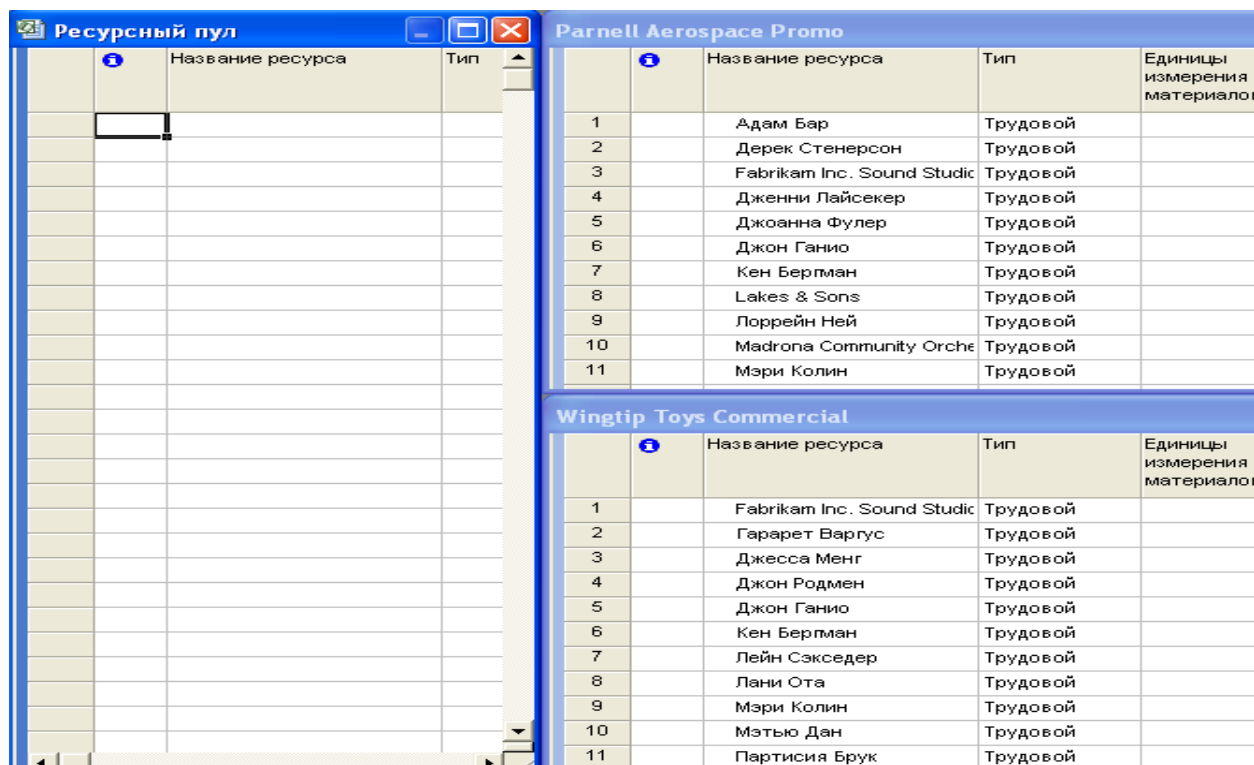 Ресурсный пул
Название ресурса Тип
Parnell Aerospace Promo
Название ресурса Тип Единицы
измерения
материалов
1 Адам Бар Трудовой
2 Дерек Стенерсон Трудовой
3 Fabrikam Inc. Sound Studic Трудовой
4 Дженни Лайсекер Трудовой
5 Джоанна Фулер Трудовой
6 Джон Ганио Трудовой
7 Кен Бергман Трудовой
8 Lakes & Sons Трудовой
9 Лоррейн Ней Трудовой
10 Madrona Community Orche Трудовой
11 Мэри Колин Трудовой
Wingtip Toys Commercial
Название ресурса Тип Единицы
измерения
материалов
1 Fabrikam Inc. Sound Studic Трудовой
2 Гарарет Варгус Трудовой
3 Джесса Менг Трудовой
4 Джон Родмен Трудовой
5 Джон Ганио Трудовой
6 Кен Бергман Трудовой
7 Лейн Сэкседер Трудовой
8 Лани Ота Трудовой
9 Мэри Колин Трудовой
10 Мэтью Дан Трудовой
11 Партисия Брук Трудовой